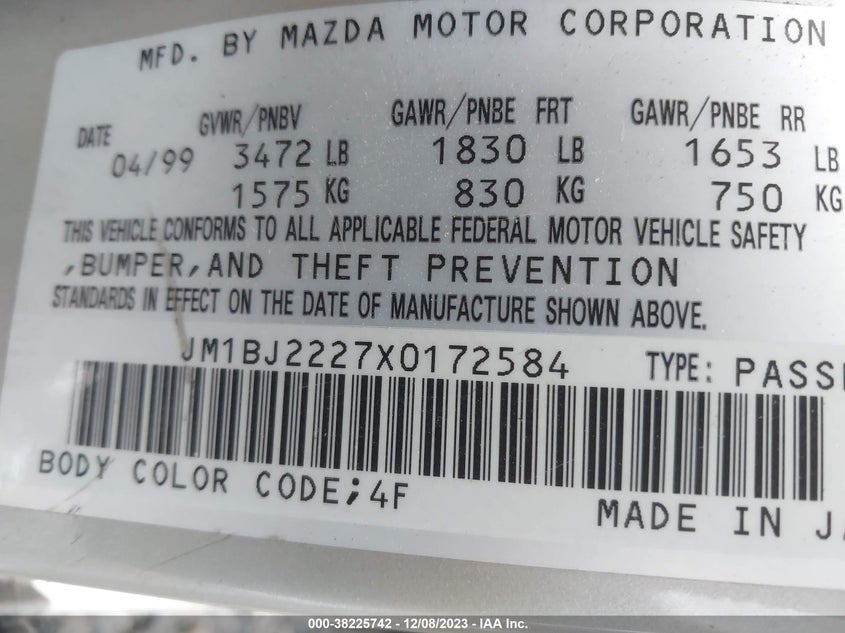 MFD. BY MAZDA MOTOR CORPORATION
DATE GVWR/PNBV GAWR/PNBE FRT GAWR/PNBE RR
04/99 3472 LB 1830 LB 1653 LB
1575 KG 830 KG 750 KG
THIS VEHICLE CONFORMS TO ALL APPLICABLE FEDERAL MOTOR VEHICLE SAFETY
,BUMPER,AND THEFT PREVENTION
STANDARDS IN EFFECT ON THE DATE OF MANUFACTURE SHOWN ABOVE.
JM1BJ2227X0172584 TYPE: PASSE
BODY COLOR CODE;4F
MADE IN JA
000-38225742 - 12/08/2023 - IAA Inc.